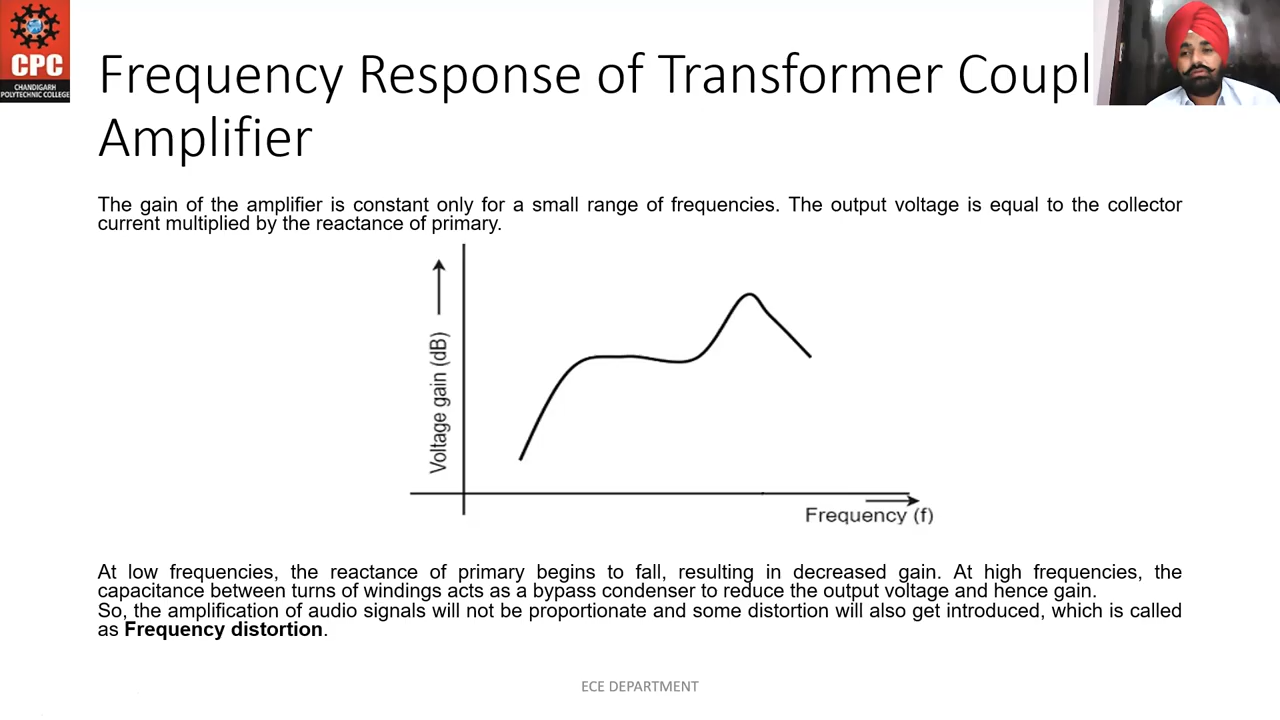 CPC
CHANDIGARH
POLYTECHNIC COLLEGE
Frequency Response of Transformer Coupl
Amplifier
The gain of the amplifier is constant only for a small range of frequencies. The output voltage is equal to the collector
current multiplied by the reactance of primary.
Voltage gain (dB)
Frequency (f)
At low frequencies, the reactance of primary begins to fall, resulting in decreased gain. At high frequencies, the
capacitance between turns of windings acts as a bypass condenser to reduce the output voltage and hence gain.
So, the amplification of audio signals will not be proportionate and some distortion will also get introduced, which is called
as Frequency distortion.
ECE DEPARTMENT